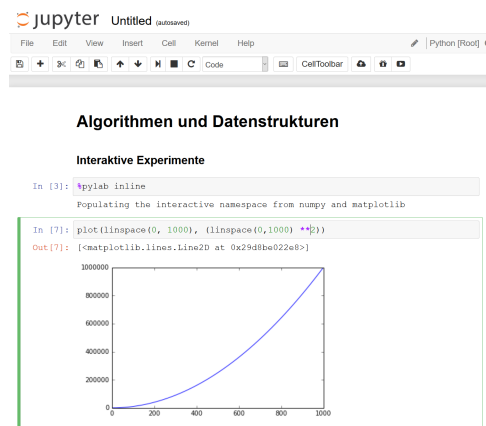 jupyter Untitled (autosaved)
File Edit View Insert Cell Kernel Help Python [Root]
Code CellToolbar
Algorithmen und Datenstrukturen
Interaktive Experimente
In [3]: %pylab inline
Populating the interactive namespace from numpy and matplotlib
In [7]: plot(linspace(0, 1000), (linspace(0,1000) **2))
Out[7]: [<matplotlib.lines.Line2D at 0x29d8be022e8>]
1000000
800000
600000
400000
200000
0
0 200 400 600 800 1000